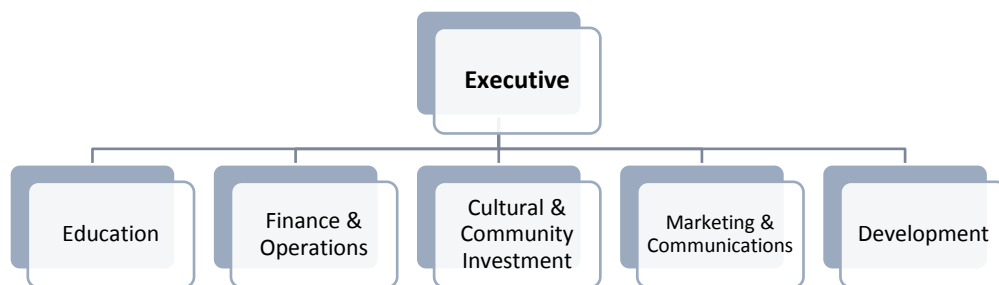 Executive
Education
Finance &
Operations
Cultural &
Community
Investment
Marketing &
Communications
Development